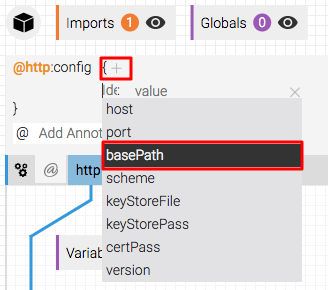 Imports 1 Globals 0
@http:config { +
Ide value ×
host
}
port
@ Add Annot
basePath
@ http
scheme
keyStoreFile
keyStorePass
Variab
certPass
version